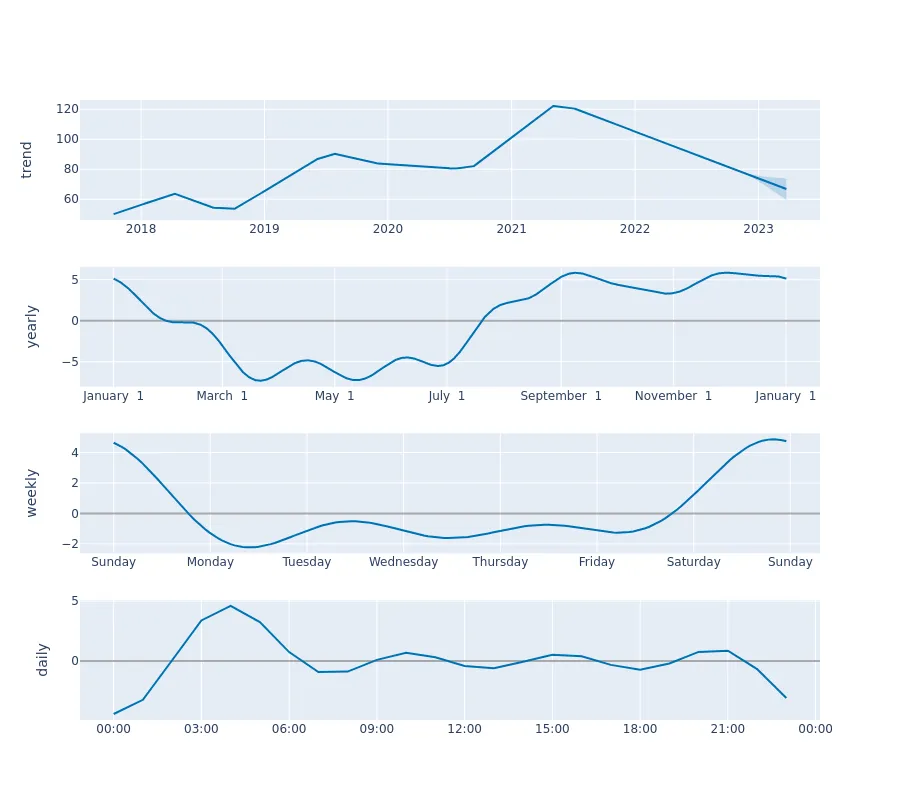 trend
120
100
80
60
2018 2019 2020 2021 2022 2023
yearly
5
0
−5
January 1 March 1 May 1 July 1 September 1 November 1 January 1
weekly
4
2
0
−2
Sunday Monday Tuesday Wednesday Thursday Friday Saturday Sunday
daily
5
0
00:00 03:00 06:00 09:00 12:00 15:00 18:00 21:00 00:00